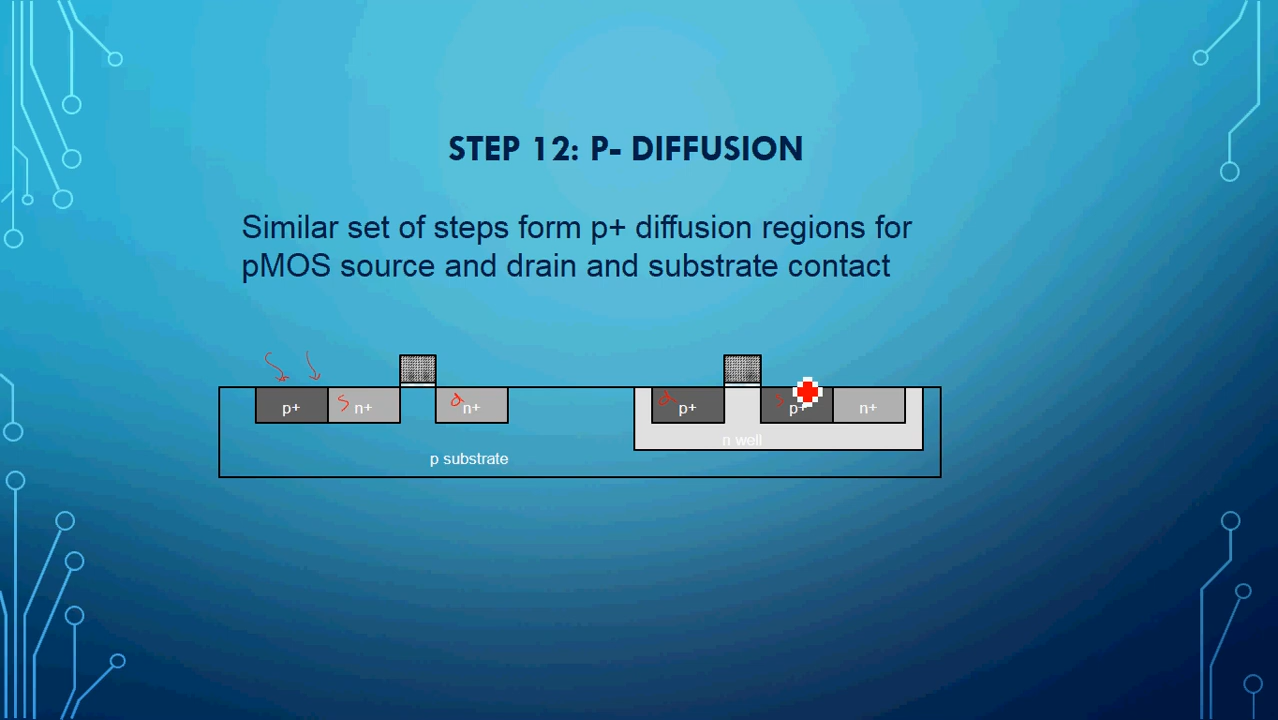 STEP 12: P- DIFFUSION
Similar set of steps form p+ diffusion regions for
pMOS source and drain and substrate contact
p+ s n+ d n+ d p+ s p+ n+
n well
p substrate